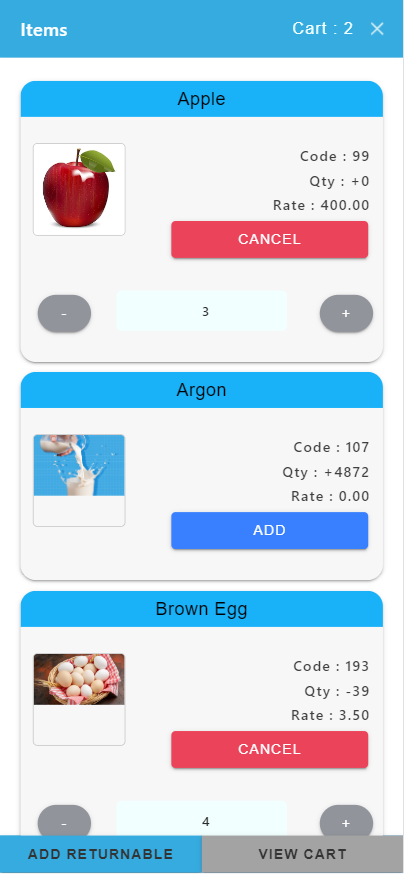 Items
Cart : 2 ×
Apple
Code : 99
Qty : +0
Rate : 400.00
CANCEL
- 3 +
Argon
Code : 107
Qty : +4872
Rate : 0.00
ADD
Brown Egg
Code : 193
Qty : -39
Rate : 3.50
CANCEL
- 4 +
ADD RETURNABLE
VIEW CART